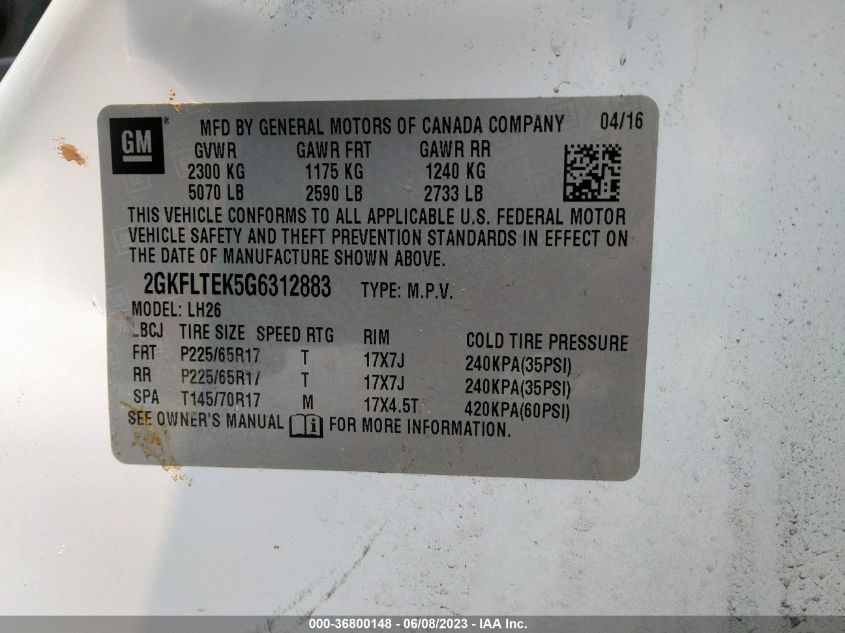 GM ® MFD BY GENERAL MOTORS OF CANADA COMPANY 04/16
GVWR GAWR FRT GAWR RR
2300 KG 1175 KG 1240 KG
5070 LB 2590 LB 2733 LB
THIS VEHICLE CONFORMS TO ALL APPLICABLE U.S. FEDERAL MOTOR
VEHICLE SAFETY AND THEFT PREVENTION STANDARDS IN EFFECT ON
THE DATE OF MANUFACTURE SHOWN ABOVE.
2GKFLTEK5G6312883 TYPE: M.P.V.
MODEL: LH26
LBCJ TIRE SIZE SPEED RTG RIM COLD TIRE PRESSURE
FRT P225/65R17 T 17X7J 240KPA(35PSI)
RR P225/65R17 T 17X7J 240KPA(35PSI)
SPA T145/70R17 M 17X4.5T 420KPA(60PSI)
SEE OWNER'S MANUAL i FOR MORE INFORMATION.
000-36800148 - 06/08/2023 - IAA Inc.